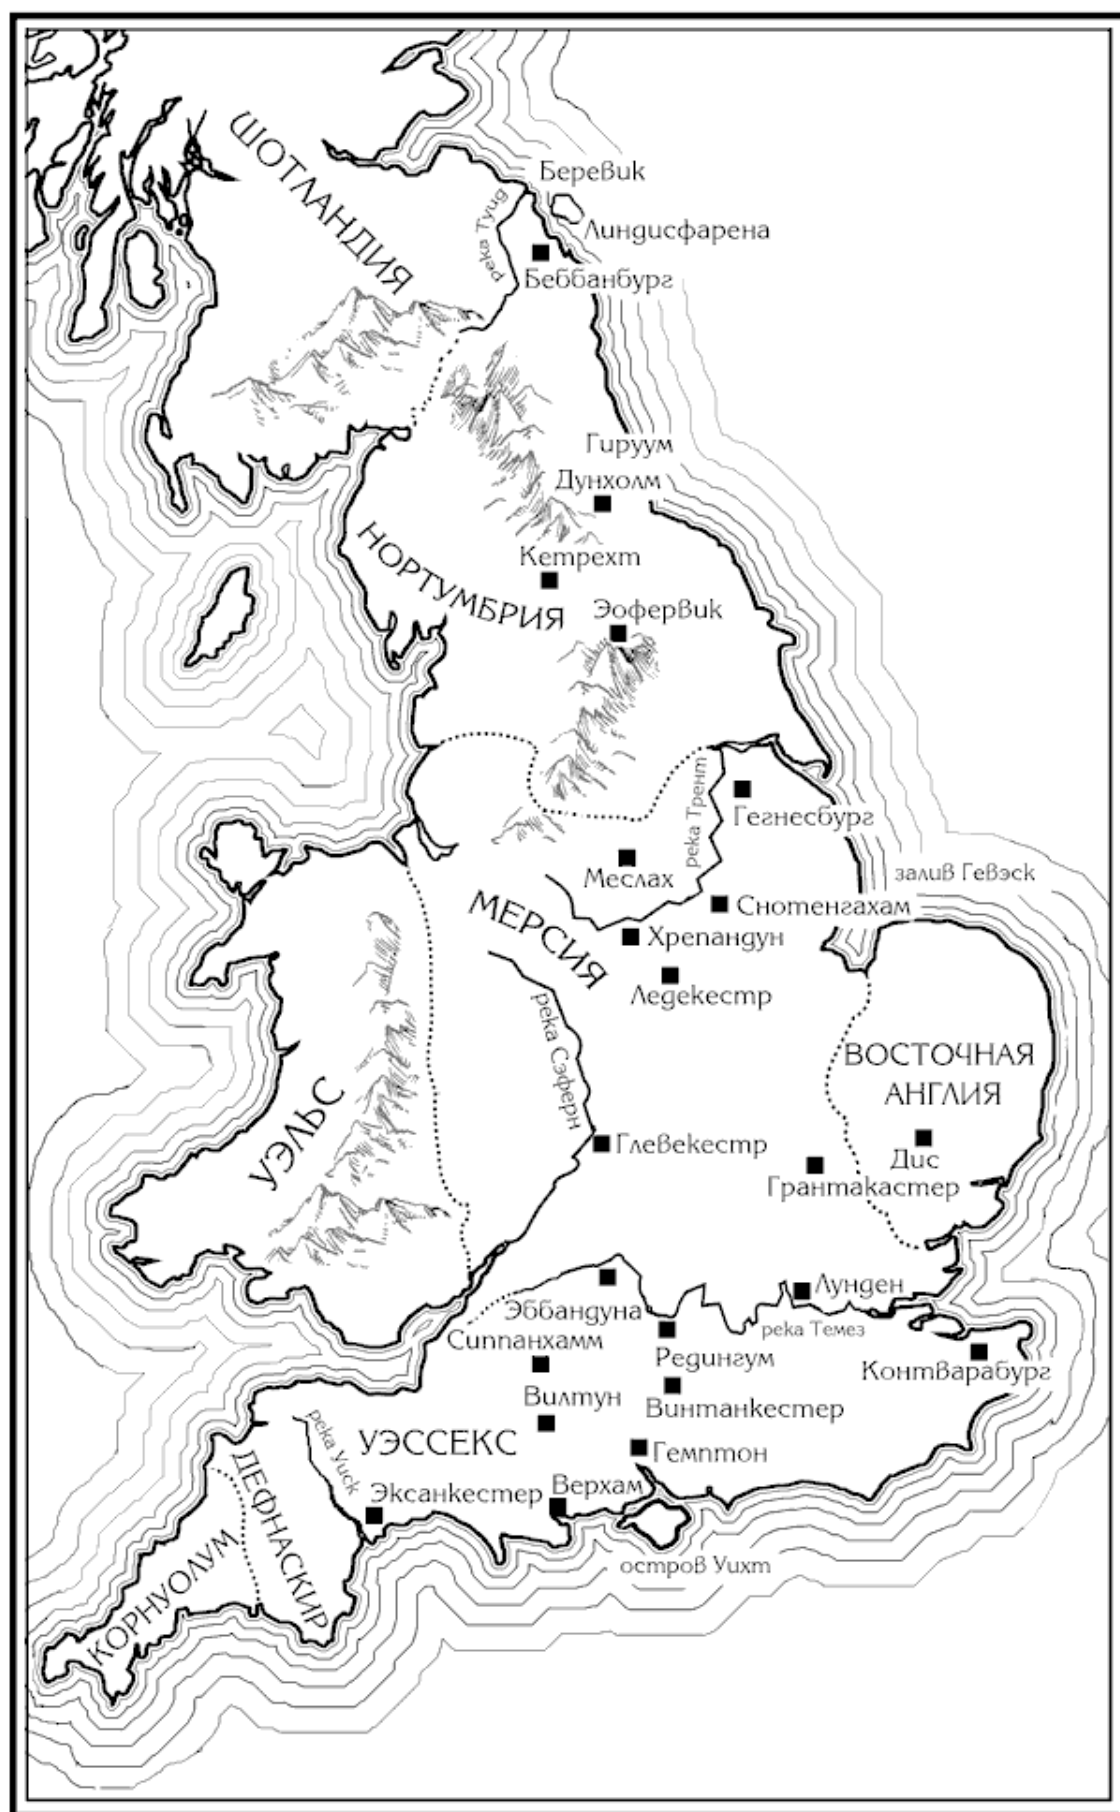 ШОТЛАНДИЯ
Беревик
река Туид
Линдисфарена
Беббанбург
Гируум
Дунхолм
НОРТУМБРИЯ
Кетрехт
Эофервик
река Трент
Гегнесбург
Меслах
залив Гевэск
МЕРСИЯ
Снотенгахам
Хрепандун
Ледекестр
река Сэферн
ВОСТОЧНАЯ
АНГЛИЯ
УЭЛЬС
Глевекестр
Дис
Грантакастер
Эббандуна
Лунден
река Темез
Сиппанхамм
Редингум
Контварабург
Вилтун
Винтанкестер
река Уиск
УЭССЕКС
Гемптон
ДЕФНАСКИР
Эксанкестер
Верхам
КОРНУОЛУМ
остров Уихт